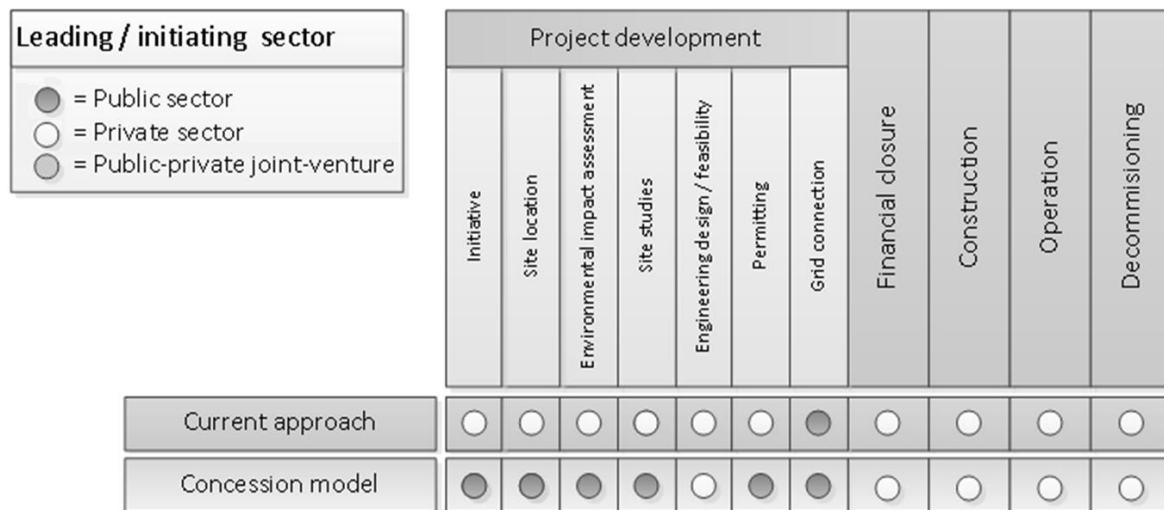 Leading / initiating sector
= Public sector
= Private sector
= Public-private joint-venture
Project development
Initiative
Site location
Environmental impact assessment
Site studies
Engineering design / feasibility
Permitting
Grid connection
Financial closure
Construction
Operation
Decommisioning
Current approach
Concession model